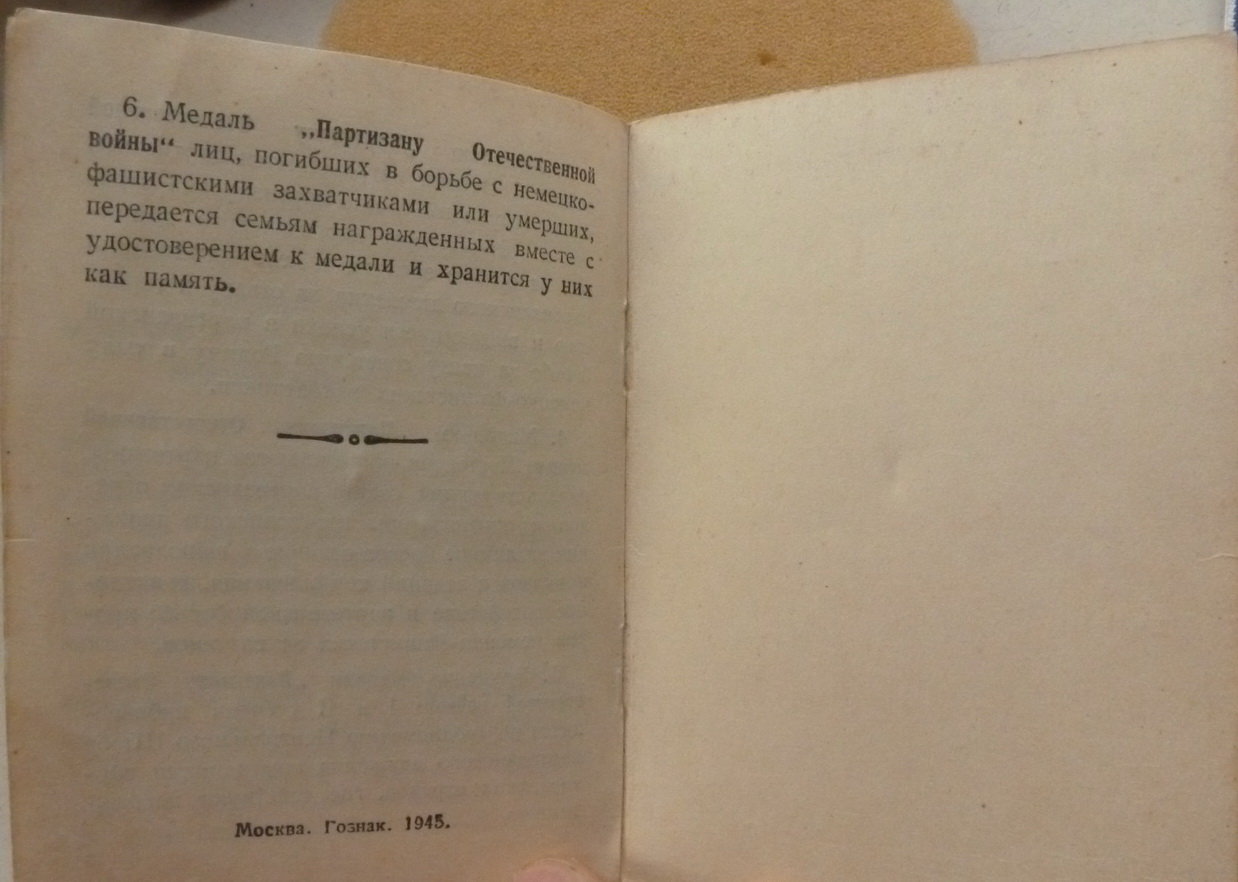 6. Медаль „Партизану Отечественной
войны“ лиц, погибших в борьбе с немецко-
фашистскими захватчиками или умерших,
передается семьям награжденных вместе с
удостоверением к медали и хранится у них
как память.
Москва. Гознак. 1945.